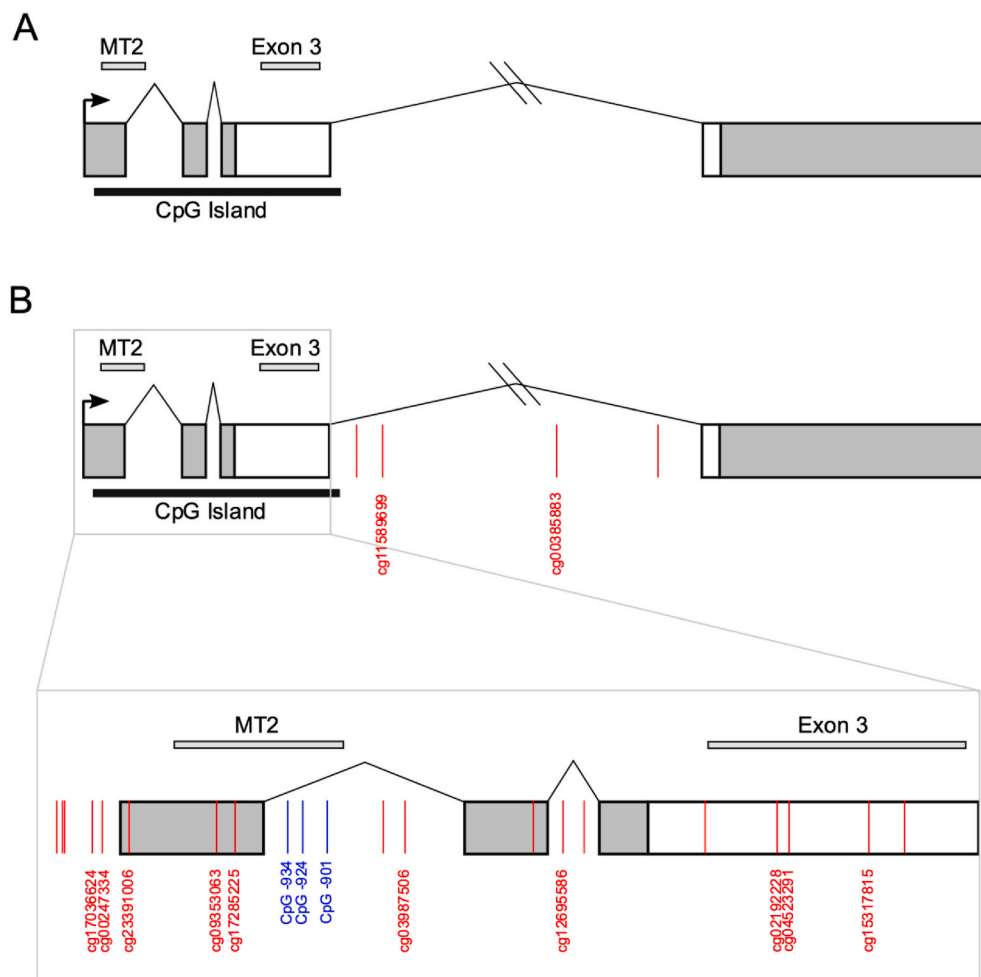 A
MT2
Exon 3
CpG Island
B
MT2
Exon 3
CpG Island
cg11589699
cg00385883
MT2
Exon 3
cg17036624
cg00247334
cg23391006
cg09353063
cg17285225
CpG -934
CpG -924
CpG -901
cg03987506
cg12695586
cg02192228
cg04523291
cg15317815